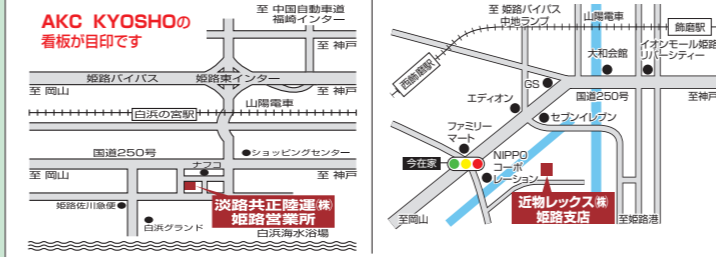 AKC KYOSHOの
看板が目印です
至 中国自動車道
福崎インター
至 神戸
姫路バイパス
姫路東インター
至 岡山
至 神戸
山陽電車
白浜の宮駅
国道250号
ナフコ
ショッピングセンター
至 岡山
至 神戸
姫路佐川急便
淡路共正陸運㈱
姫路営業所
白浜グランド
白浜海水浴場
至 姫路バイパス
中地ランプ
山陽電車
飾磨駅
西飾磨駅
大和会館
イオンモール姫路
リバーシティー
GS
エディオン
国道250号
至神戸
セブンイレブン
ファミリー
マート
今在家
NIPPO
コーポ
レーション
近物レックス㈱
姫路支店
至岡山
至姫路港